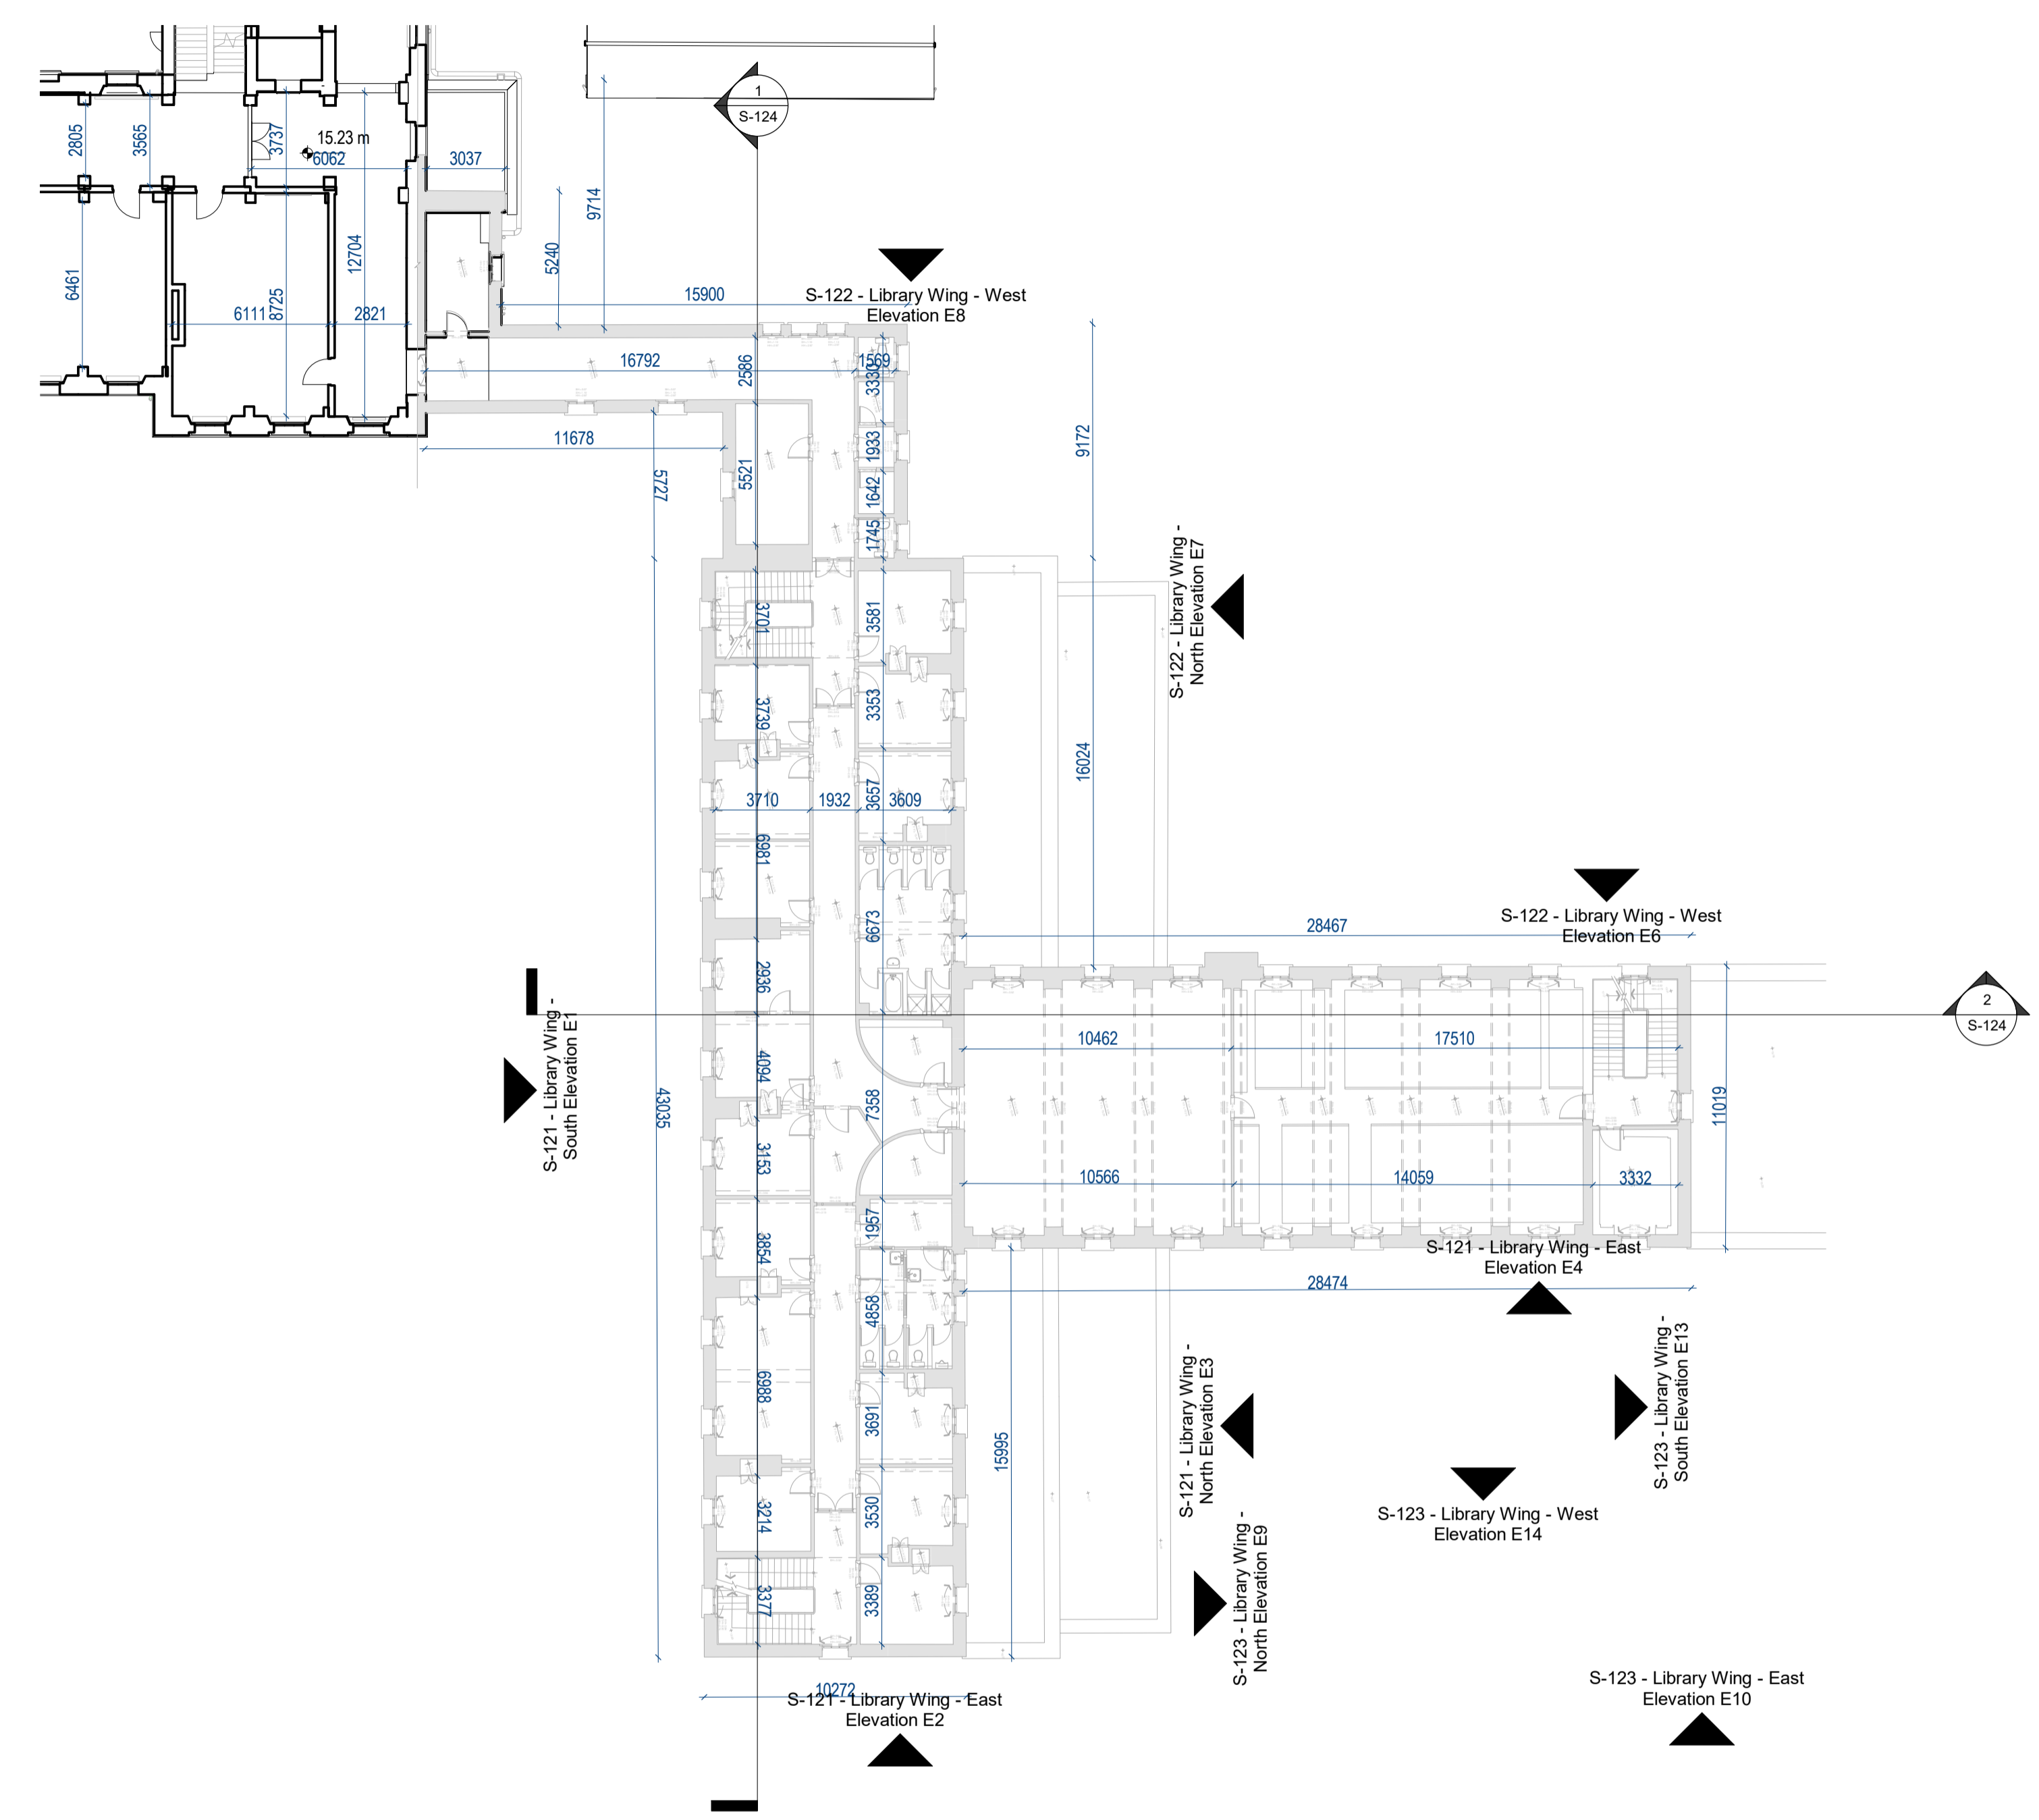 1
S-124
2805
3565
3737
15.23 m
6062
3037
9714
5240
12704
6461
6111
8725
2821
15900
S-122 - Library Wing - West
Elevation E8
16792
2586
1569
3330
11678
5727
5521
1933
1642
1745
9172
S-122 - Library Wing -
North Elevation E7
3701
3581
3739
3353
16024
3710
1932
3657
3609
6981
6673
28467
S-122 - Library Wing - West
Elevation E6
2936
2
S-124
S-121 - Library Wing -
South Elevation E1
10462
17510
4094
43035
7358
11019
3153
10566
14059
3332
1957
3854
S-121 - Library Wing - East
Elevation E4
28474
4858
6988
3691
15995
S-121 - Library Wing -
North Elevation E3
S-123 - Library Wing -
South Elevation E13
S-123 - Library Wing - West
Elevation E14
3214
3530
3377
3389
S-123 - Library Wing -
North Elevation E9
10272
S-121 - Library Wing - East
Elevation E2
S-123 - Library Wing - East
Elevation E10